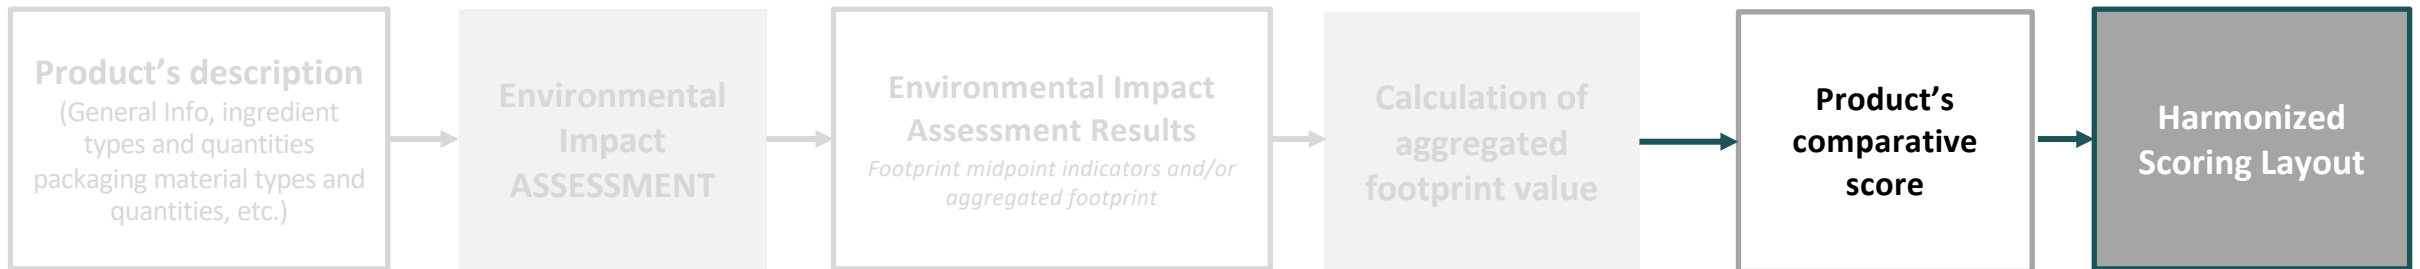 Product’s description
(General Info, ingredient
types and quantities
packaging material types and
quantities, etc.)
Environmental
Impact
ASSESSMENT
Environmental Impact
Assessment Results
Footprint midpoint indicators and/or
aggregated footprint
Calculation of
aggregated
footprint value
Product’s
comparative
score
Harmonized
Scoring Layout